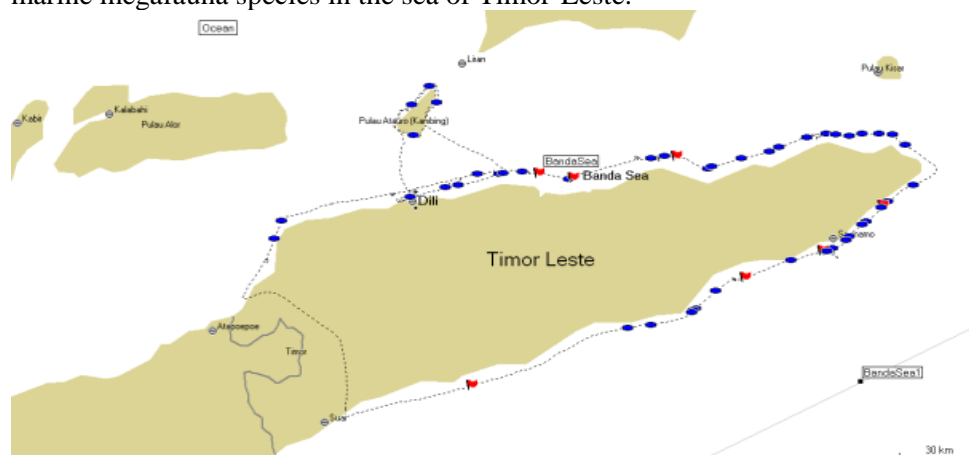 marine megafauna species in the sea of Timor-Leste.
Ocean
Liran
Pulau Kisar
Kabir
Kalabahi
Pulau Alor
Pulau Atauro (Kambing)
BandaSea
Banda Sea
Dili
Timor Leste
Atapoepoe
Timor
BandaSea1
Suai
30 km